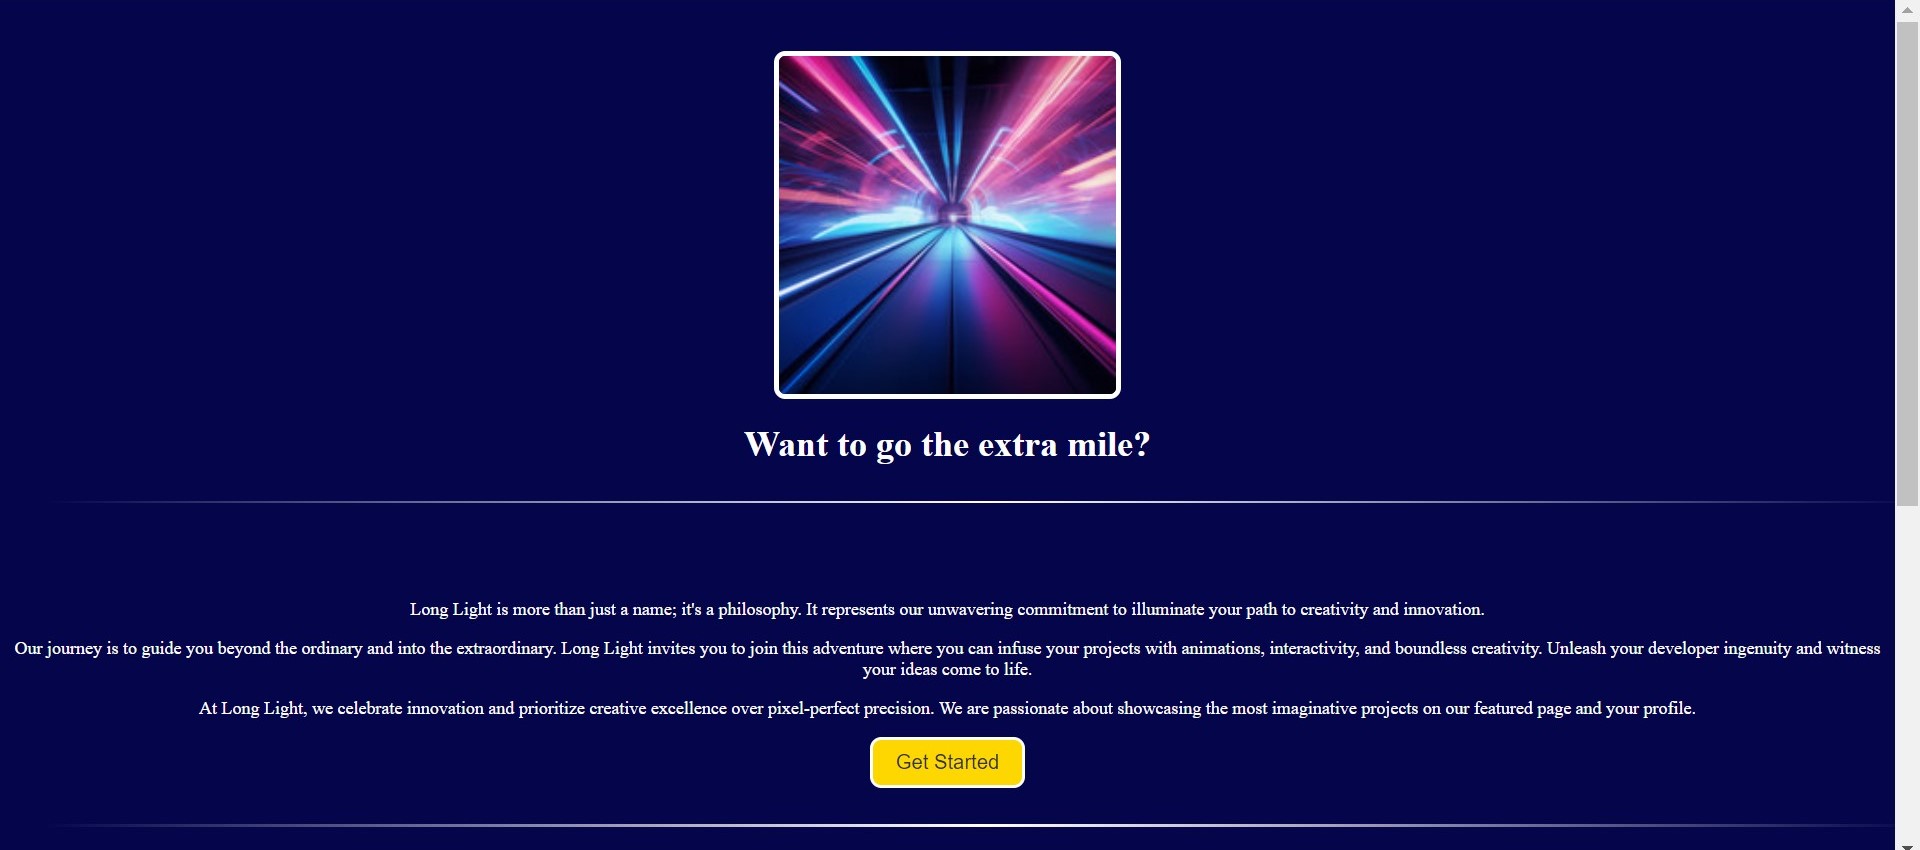 Want to go the extra mile?
Long Light is more than just a name; it's a philosophy. It represents our unwavering commitment to illuminate your path to creativity and innovation.
Our journey is to guide you beyond the ordinary and into the extraordinary. Long Light invites you to join this adventure where you can infuse your projects with animations, interactivity, and boundless creativity. Unleash your developer ingenuity and witness
your ideas come to life.
At Long Light, we celebrate innovation and prioritize creative excellence over pixel-perfect precision. We are passionate about showcasing the most imaginative projects on our featured page and your profile.
Get Started